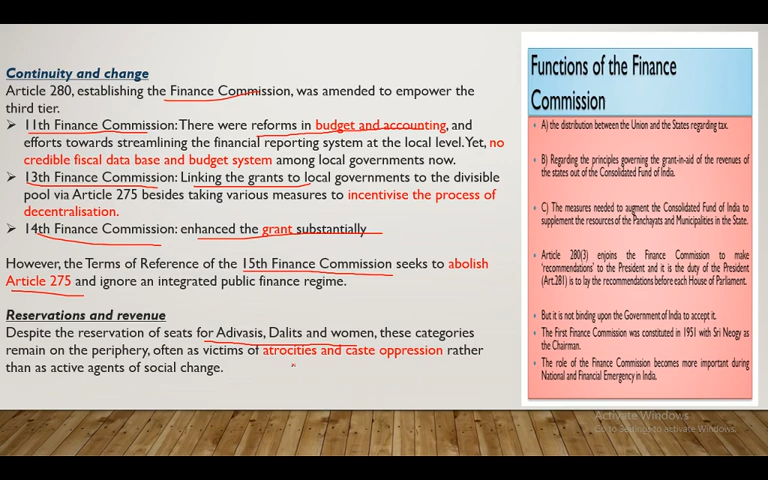 Continuity and change
Article 280, establishing the Finance Commission, was amended to empower the
third tier.
➢ 11th Finance Commission: There were reforms in budget and accounting, and
efforts towards streamlining the financial reporting system at the local level. Yet, no
credible fiscal data base and budget system among local governments now.
➢ 13th Finance Commission: Linking the grants to local governments to the divisible
pool via Article 275 besides taking various measures to incentivise the process of
decentralisation.
➢ 14th Finance Commission: enhanced the grant substantially
However, the Terms of Reference of the 15th Finance Commission seeks to abolish
Article 275 and ignore an integrated public finance regime.
Reservations and revenue
Despite the reservation of seats for Adivasis, Dalits and women, these categories
remain on the periphery, often as victims of atrocities and caste oppression rather
than as active agents of social change.
Functions of the Finance
Commission
• A) the distribution between the Union and the States regarding tax.
• B) Regarding the principles governing the grant-in-aid of the revenues of
the states out of the Consolidated Fund of India.
• C) The measures needed to augment the Consolidated Fund of India to
supplement the resources of the Panchayats and Municipalities in the State.
• Article 280(3) enjoins the Finance Commission to make
'recommendations' to the President and it is the duty of the President
(Art.281) is to lay the recommendations before each House of Parliament.
• But it is not binding upon the Government of India to accept it.
• The First Finance Commission was constituted in 1951 with Sri Neogy as
the Chairman.
• The role of the Finance Commission becomes more important during
National and Financial Emergency in India.
Activate Windows
Go to Settings to activate Windows.